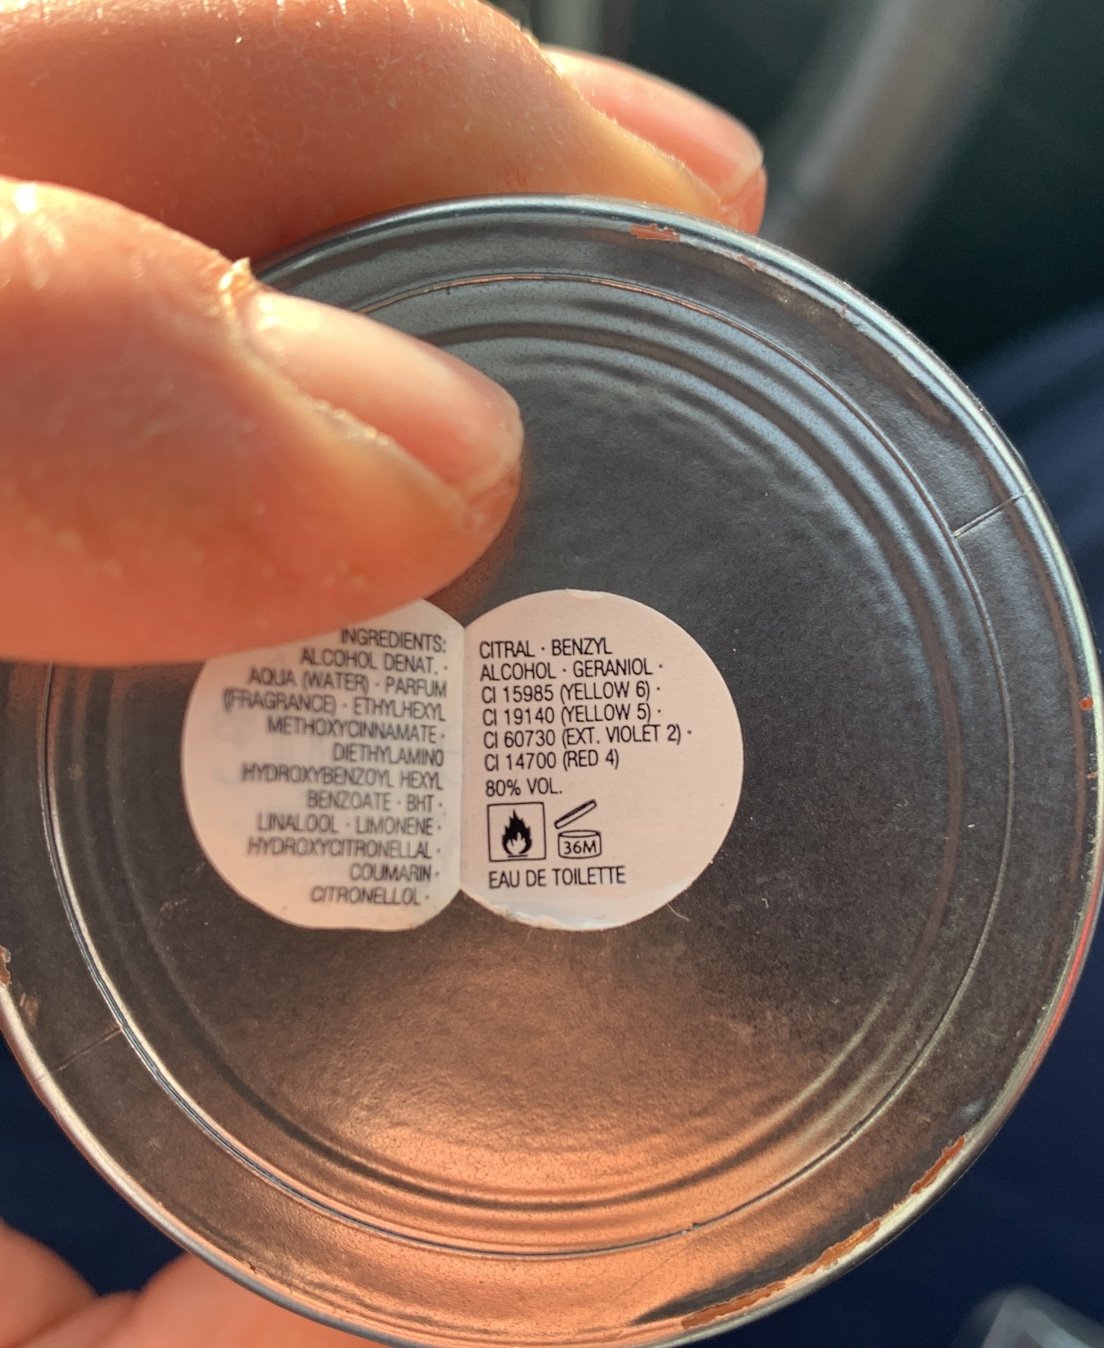 INGREDIENTS:
ALCOHOL DENAT. ·
AQUA (WATER) · PARFUM
(FRAGRANCE) · ETHYLHEXYL
METHOXYCINNAMATE ·
DIETHYLAMINO
HYDROXYBENZOYL HEXYL
BENZOATE · BHT ·
LINALOOL · LIMONENE ·
HYDROXYCITRONELLAL ·
COUMARIN ·
CITRONELLOL ·
CITRAL · BENZYL
ALCOHOL · GERANIOL ·
CI 15985 (YELLOW 6) ·
CI 19140 (YELLOW 5) ·
CI 60730 (EXT. VIOLET 2) ·
CI 14700 (RED 4)
80% VOL.
36M
EAU DE TOILETTE